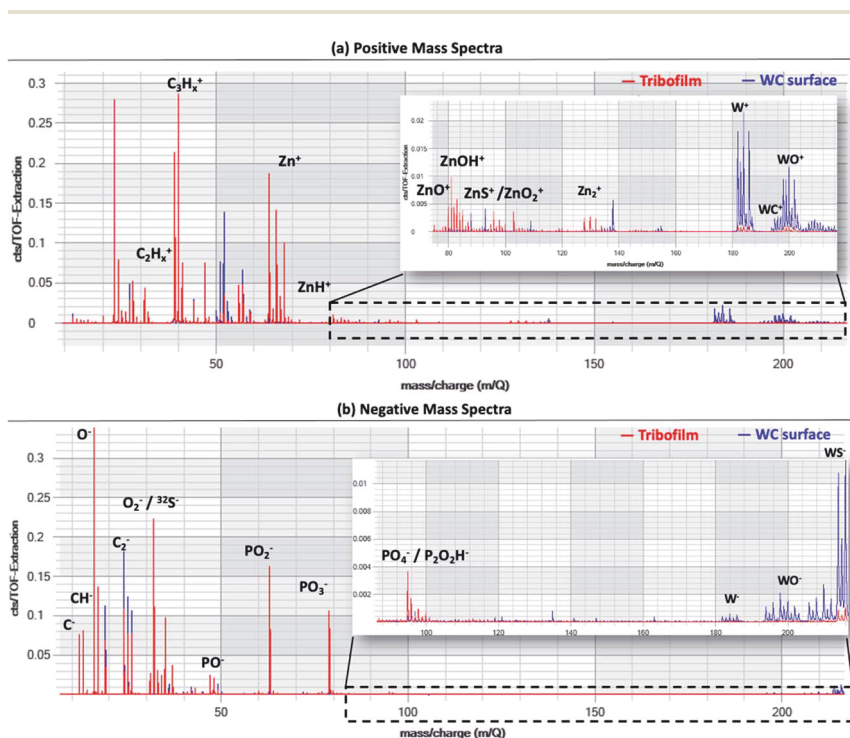 (a) Positive Mass Spectra
— Tribofilm — WC surface
cts/TOF-Extraction
0.3
0.25
0.2
0.15
0.1
0.05
0
C₃Hₓ⁺
Zn⁺
C₂Hₓ⁺
ZnH⁺
50
100
150
200
mass/charge (m/Q)
cts/TOF-Extraction
0.02
0.015
0.01
0.005
0
W⁺
ZnOH⁺
ZnO⁺
ZnS⁺ /ZnO₂⁺
Zn₂⁺
WC⁺
WO⁺
80
100
120
140
160
180
200
mass/charge (m/Q)
(b) Negative Mass Spectra
— Tribofilm — WC surface
cts/TOF-Extraction
0.3
0.25
0.2
0.15
0.1
0.05
O⁻
O₂⁻ / ³²S⁻
C₂⁻
CH⁻
C⁻
PO⁻
PO₂⁻
PO₃⁻
50
100
150
200
mass/charge (m/Q)
WS⁻
0.01
0.008
0.006
0.004
0.002
PO₄⁻ / P₂O₂H⁻
W⁻
WO⁻
100
120
140
160
180
200